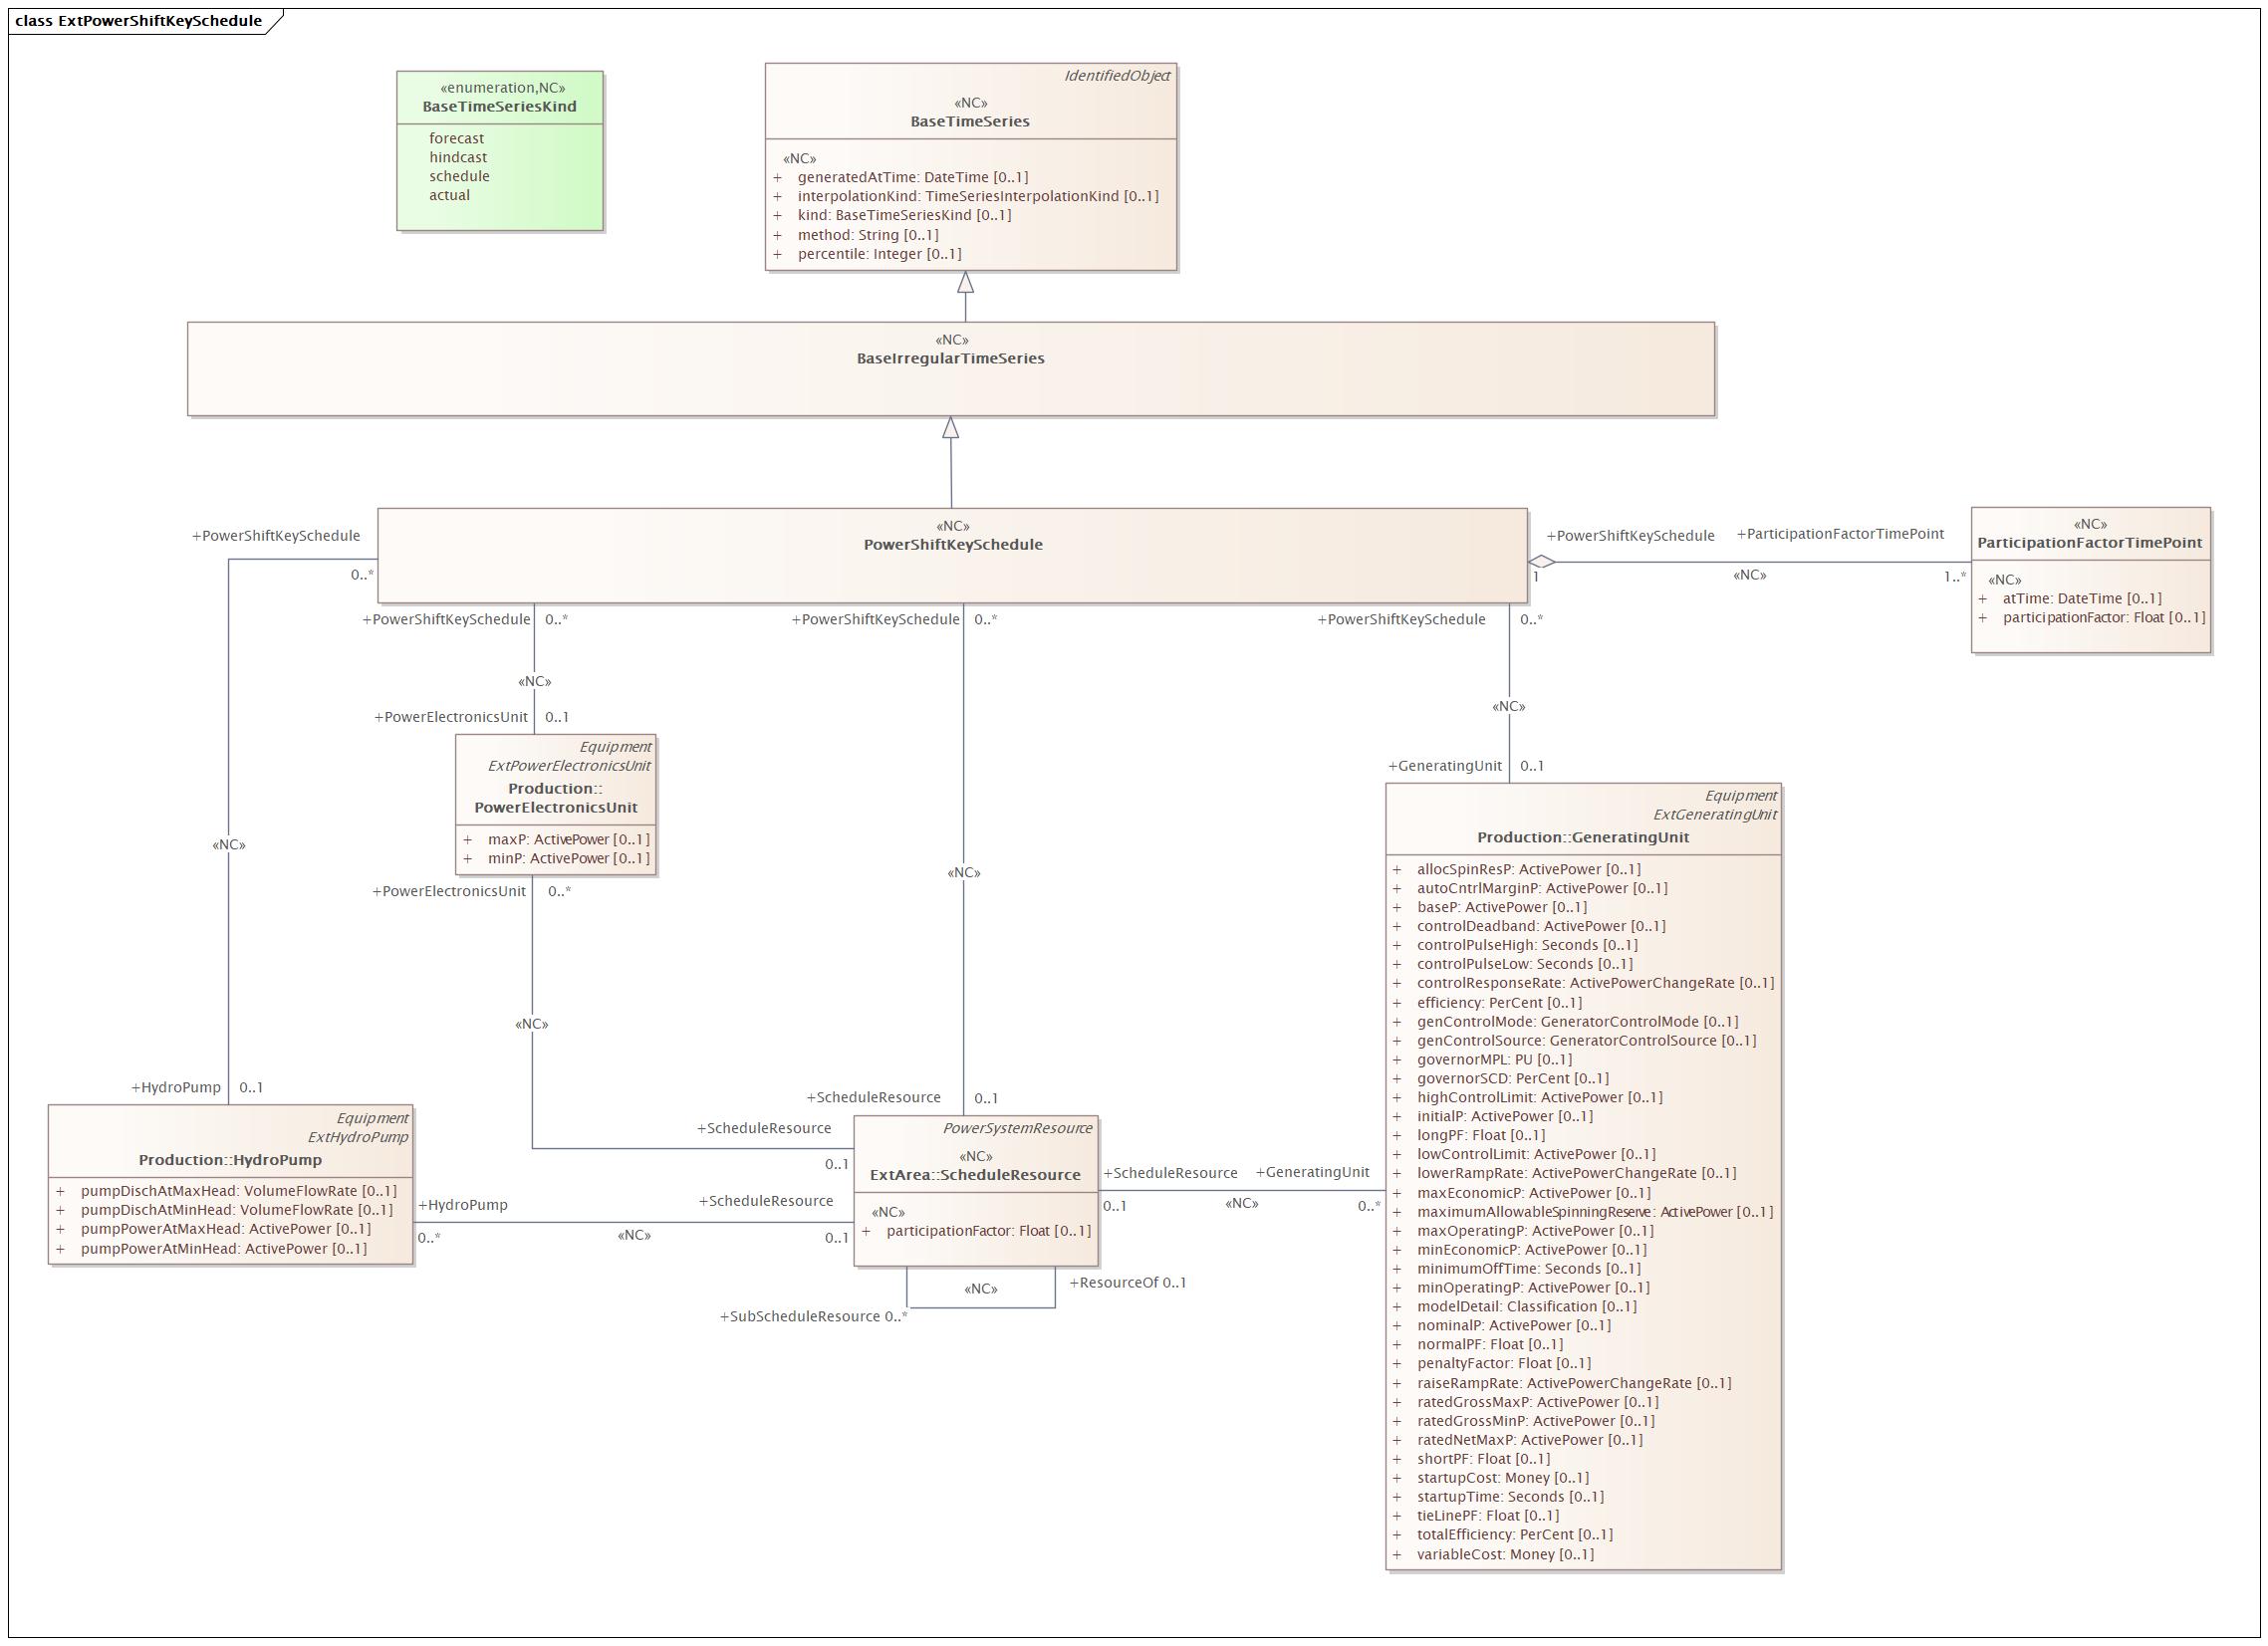 class ExtPowerShiftKeySchedule
«enumeration,NC»
BaseTimeSeriesKind
forecast
hindcast
schedule
actual
IdentifiedObject
«NC»
BaseTimeSeries
«NC»
+ generatedAtTime: DateTime [0..1]
+ interpolationKind: TimeSeriesInterpolationKind [0..1]
+ kind: BaseTimeSeriesKind [0..1]
+ method: String [0..1]
+ percentile: Integer [0..1]
«NC»
BaseIrregularTimeSeries
«NC»
PowerShiftKeySchedule
+PowerShiftKeySchedule
0..*
+PowerShiftKeySchedule
1
«NC»
+ParticipationFactorTimePoint
1..*
«NC»
ParticipationFactorTimePoint
«NC»
+ atTime: DateTime [0..1]
+ participationFactor: Float [0..1]
+PowerShiftKeySchedule 0..*
«NC»
+PowerElectronicsUnit 0..1
+PowerShiftKeySchedule 0..*
«NC»
+ScheduleResource 0..1
+PowerShiftKeySchedule 0..*
«NC»
+GeneratingUnit 0..1
Equipment
ExtPowerElectronicsUnit
Production::
PowerElectronicsUnit
+ maxP: ActivePower [0..1]
+ minP: ActivePower [0..1]
+PowerElectronicsUnit 0..*
«NC»
+ScheduleResource
0..1
«NC»
+HydroPump 0..1
Equipment
ExtHydroPump
Production::HydroPump
+ pumpDischAtMaxHead: VolumeFlowRate [0..1]
+ pumpDischAtMinHead: VolumeFlowRate [0..1]
+ pumpPowerAtMaxHead: ActivePower [0..1]
+ pumpPowerAtMinHead: ActivePower [0..1]
+HydroPump
0..*
«NC»
+ScheduleResource
0..1
PowerSystemResource
«NC»
ExtArea::ScheduleResource
«NC»
+ participationFactor: Float [0..1]
«NC»
+ResourceOf 0..1
+SubScheduleResource 0..*
+ScheduleResource
0..1
«NC»
+GeneratingUnit
0..*
Equipment
ExtGeneratingUnit
Production::GeneratingUnit
+ allocSpinResP: ActivePower [0..1]
+ autoCntrlMarginP: ActivePower [0..1]
+ baseP: ActivePower [0..1]
+ controlDeadband: ActivePower [0..1]
+ controlPulseHigh: Seconds [0..1]
+ controlPulseLow: Seconds [0..1]
+ controlResponseRate: ActivePowerChangeRate [0..1]
+ efficiency: PerCent [0..1]
+ genControlMode: GeneratorControlMode [0..1]
+ genControlSource: GeneratorControlSource [0..1]
+ governorMPL: PU [0..1]
+ governorSCD: PerCent [0..1]
+ highControlLimit: ActivePower [0..1]
+ initialP: ActivePower [0..1]
+ longPF: Float [0..1]
+ lowControlLimit: ActivePower [0..1]
+ lowerRampRate: ActivePowerChangeRate [0..1]
+ maxEconomicP: ActivePower [0..1]
+ maximumAllowableSpinningReserve: ActivePower [0..1]
+ maxOperatingP: ActivePower [0..1]
+ minEconomicP: ActivePower [0..1]
+ minimumOffTime: Seconds [0..1]
+ minOperatingP: ActivePower [0..1]
+ modelDetail: Classification [0..1]
+ nominalP: ActivePower [0..1]
+ normalPF: Float [0..1]
+ penaltyFactor: Float [0..1]
+ raiseRampRate: ActivePowerChangeRate [0..1]
+ ratedGrossMaxP: ActivePower [0..1]
+ ratedGrossMinP: ActivePower [0..1]
+ ratedNetMaxP: ActivePower [0..1]
+ shortPF: Float [0..1]
+ startupCost: Money [0..1]
+ startupTime: Seconds [0..1]
+ tieLinePF: Float [0..1]
+ totalEfficiency: PerCent [0..1]
+ variableCost: Money [0..1]